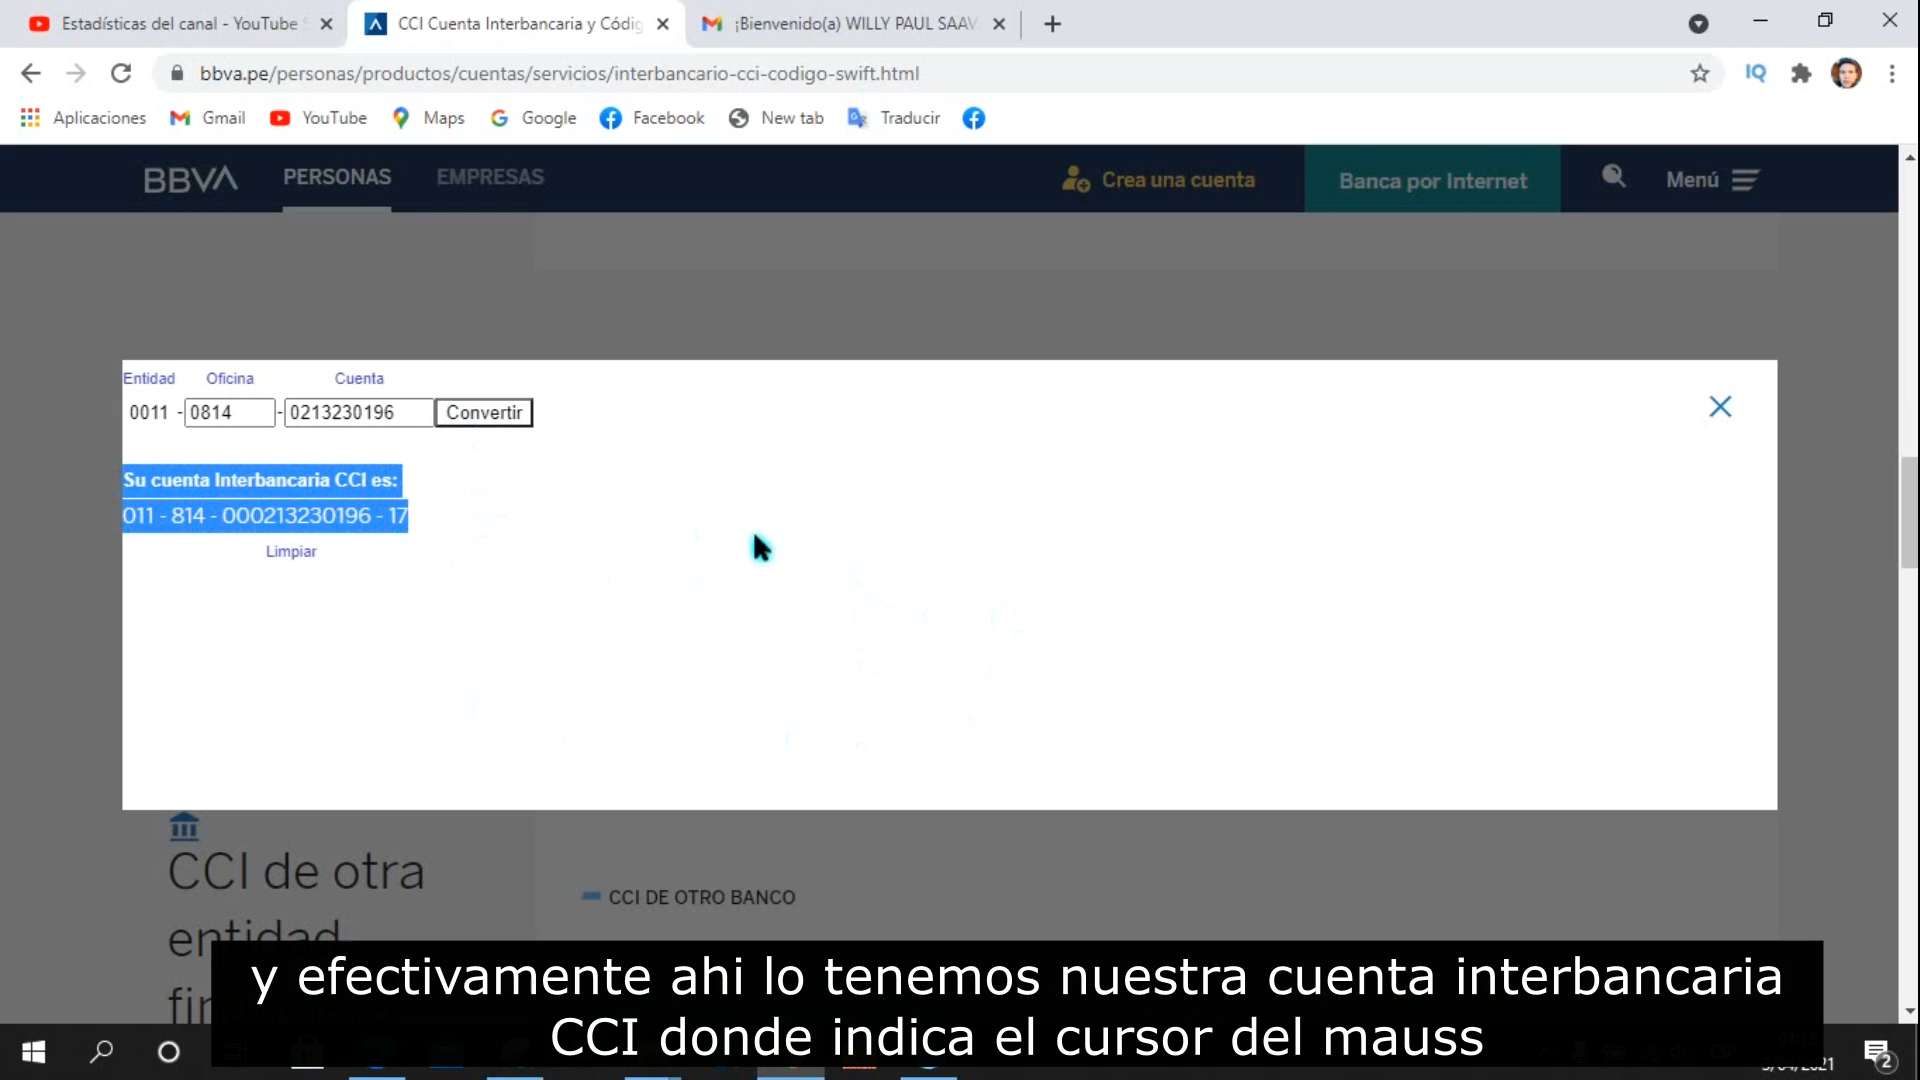 Estadísticas del canal - YouTube
CCI Cuenta Interbancaria y Códig
¡Bienvenido(a) WILLY PAUL SAAV
bbva.pe/personas/productos/cuentas/servicios/interbancario-cci-codigo-swift.html
IQ
Aplicaciones
Gmail
YouTube
Maps
Google
Facebook
New tab
Traducir
BBVA
PERSONAS
EMPRESAS
Crea una cuenta
Banca por Internet
Menú
Entidad Oficina Cuenta
0011 - 0814 - 0213230196 Convertir
Su cuenta Interbancaria CCI es:
011 - 814 - 000213230196 - 17
Limpiar
CCI de otra
entidad
CCI DE OTRO BANCO
y efectivamente ahi lo tenemos nuestra cuenta interbancaria
CCI donde indica el cursor del mauss
2